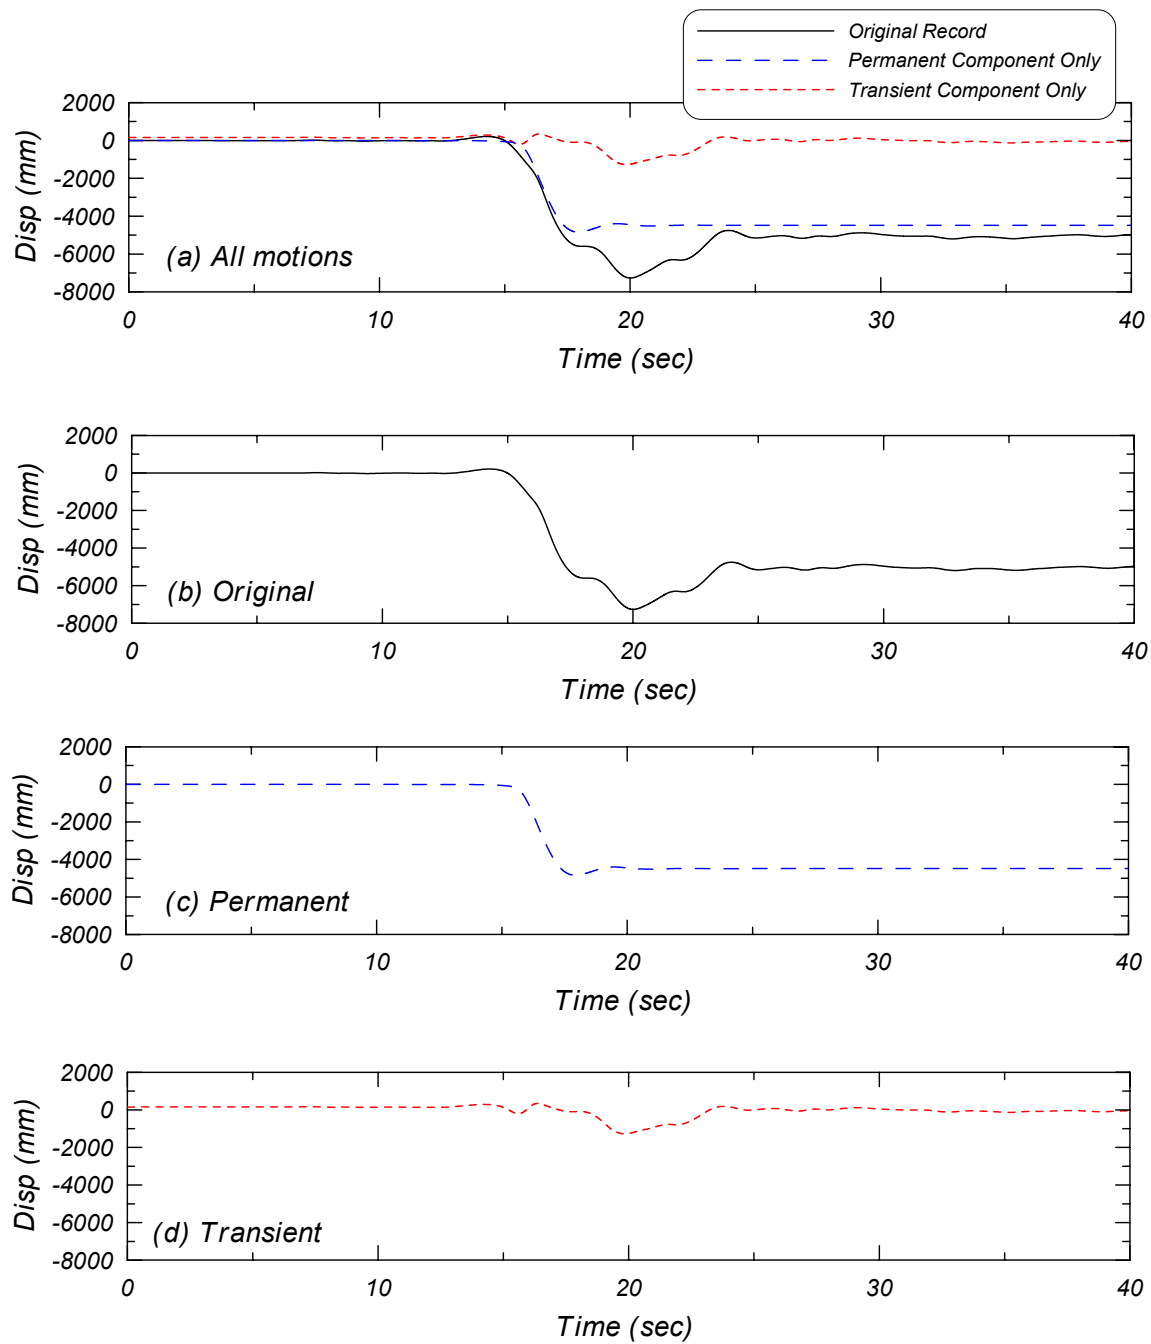 Original Record
Permanent Component Only
Transient Component Only
2000
0
-2000
-4000
-6000
-8000
Disp (mm)
(a) All motions
0 10 20 30 40
Time (sec)
2000
0
-2000
-4000
-6000
-8000
Disp (mm)
(b) Original
0 10 20 30 40
Time (sec)
2000
0
-2000
-4000
-6000
-8000
Disp (mm)
(c) Permanent
0 10 20 30 40
Time (sec)
2000
0
-2000
-4000
-6000
-8000
Disp (mm)
(d) Transient
0 10 20 30 40
Time (sec)